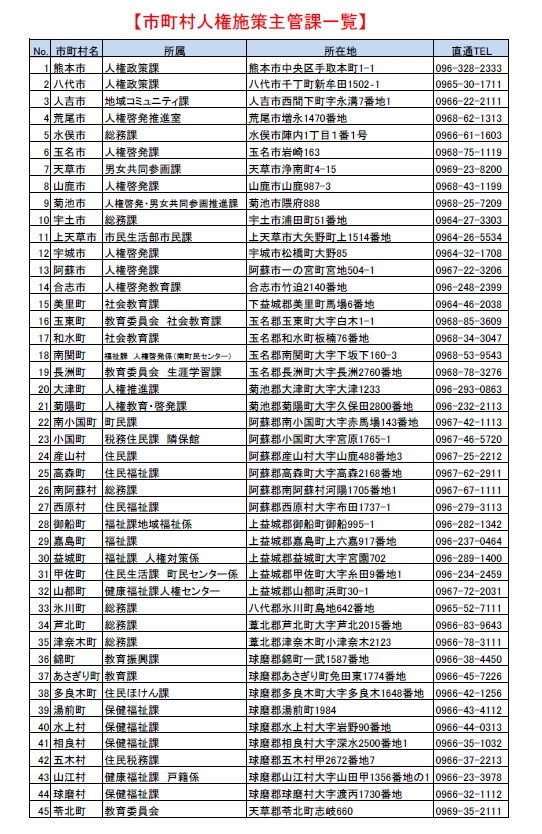 【市町村人権施策主管課一覧】
No. 市町村名 所属 所在地 直通TEL
1 熊本市 人権政策課 熊本市中央区手取本町1-1 096-328-2333
2 八代市 人権政策課 八代市千丁町新牟田1502-1 0965-30-1711
3 人吉市 地域コミュニティ課 人吉市西間下町字永溝7番地1 0966-22-2111
4 荒尾市 人権啓発推進室 荒尾市増永1470番地 0968-62-1313
5 水俣市 総務課 水俣市陣内1丁目1番1号 0966-61-1603
6 玉名市 人権啓発課 玉名市岩崎163 0968-75-1119
7 天草市 男女共同参画課 天草市浄南町4-15 0969-23-8200
8 山鹿市 人権啓発課 山鹿市山鹿987-3 0968-43-1199
9 菊池市 人権啓発・男女共同参画推進課 菊池市隈府888 0968-25-7209
10 宇土市 総務課 宇土市浦田町51番地 0964-27-3303
11 上天草市 市民生活部市民課 上天草市大矢野町上1514番地 0964-26-5534
12 宇城市 人権啓発課 宇城市松橋町大野85 0964-32-1708
13 阿蘇市 人権啓発課 阿蘇市一の宮町宮地504-1 0967-22-3206
14 合志市 人権啓発教育課 合志市竹迫2140番地 096-248-2399
15 美里町 社会教育課 下益城郡美里町馬場6番地 0964-46-2038
16 玉東町 教育委員会 社会教育課 玉名郡玉東町大字白木1-1 0968-85-3609
17 和水町 社会教育課 玉名郡和水町板楠76番地 0968-34-3047
18 南関町 福祉課 人権啓発係(南町民センター) 玉名郡南関町大字下坂下160-3 0968-53-9543
19 長洲町 教育委員会 生涯学習課 玉名郡長洲町大字長洲2760番地 0968-78-3276
20 大津町 人権推進課 菊池郡大津町大字大津1233 096-293-0863
21 菊陽町 人権教育・啓発課 菊池郡菊陽町大字久保田2800番地 096-232-2113
22 南小国町 町民課 阿蘇郡南小国町大字赤馬場143番地 0967-42-1113
23 小国町 税務住民課 隣保館 阿蘇郡小国町大字宮原1765-1 0967-46-5720
24 産山村 住民課 阿蘇郡産山村大字山鹿488番地3 0967-25-2212
25 高森町 住民福祉課 阿蘇郡高森町大字高森2168番地 0967-62-2911
26 南阿蘇村 総務課 阿蘇郡南阿蘇村河陽1705番地1 0967-67-1111
27 西原村 住民福祉課 阿蘇郡西原村大字布田1737-1 096-279-3113
28 御船町 福祉課地域福祉係 上益城郡御船町御船995-1 096-282-1342
29 嘉島町 福祉課 上益城郡嘉島町上六嘉917番地 096-237-0464
30 益城町 福祉課 人権対策係 上益城郡益城町大字宮園702 096-289-1400
31 甲佐町 住民生活課 町民センター係 上益城郡甲佐町大字糸田9番地1 096-234-2459
32 山都町 健康福祉課人権センター 上益城郡山都町浜町30-1 0967-72-2031
33 氷川町 総務課 八代郡氷川町島地642番地 0965-52-7111
34 芦北町 総務課 葦北郡芦北町大字芦北2015番地 0966-83-9643
35 津奈木町 総務課 葦北郡津奈木町小津奈木2123 0966-78-3111
36 錦町 教育振興課 球磨郡錦町一武1587番地 0966-38-4450
37 あさぎり町 教育課 球磨郡あさぎり町免田東1774番地 0966-45-7226
38 多良木町 住民ほけん課 球磨郡多良木町大字多良木1648番地 0966-42-1256
39 湯前町 保健福祉課 球磨郡湯前町1984 0966-43-4112
40 水上村 保健福祉課 球磨郡水上村大字岩野90番地 0966-44-0313
41 相良村 保健福祉課 球磨郡相良村大字深水2500番地1 0966-35-1032
42 五木村 住民税務課 球磨郡五木村甲2672番地7 0966-37-2213
43 山江村 健康福祉課 戸籍係 球磨郡山江村大字山田甲1356番地の1 0966-23-3978
44 球磨村 保健福祉課 球磨郡球磨村大字渡丙1730番地 0966-32-1112
45 苓北町 教育委員会 天草郡苓北町志岐660 0969-35-2111